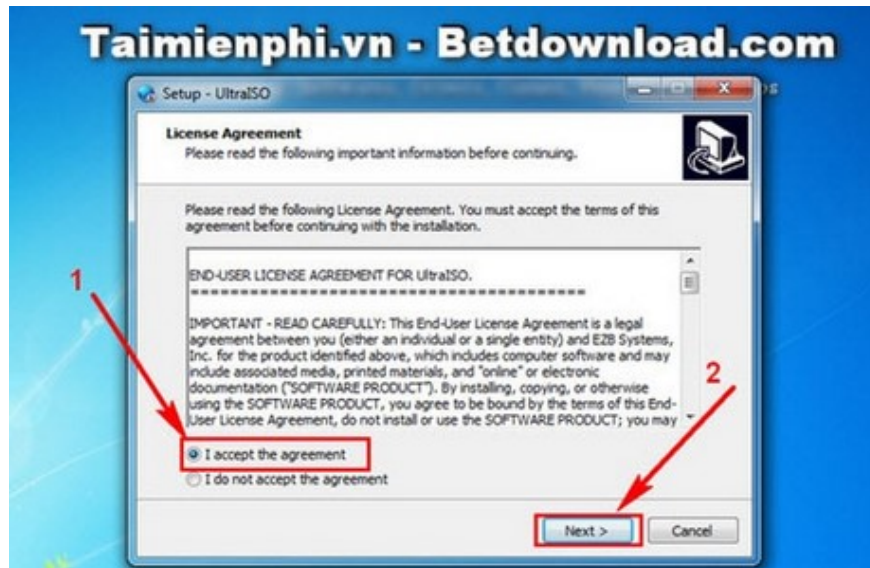 Taimienphi.vn - Betdownload.com
Setup - UltraISO
License Agreement
Please read the following important information before continuing.
Please read the following License Agreement. You must accept the terms of this
agreement before continuing with the installation.
END-USER LICENSE AGREEMENT FOR UltraISO.
==========================================
IMPORTANT - READ CAREFULLY: This End-User License Agreement is a legal
agreement between you (either an individual or a single entity) and EZB Systems,
Inc. for the product identified above, which includes computer software and may
include associated media, printed materials, and "online" or electronic
documentation ("SOFTWARE PRODUCT"). By installing, copying, or otherwise
using the SOFTWARE PRODUCT, you agree to be bound by the terms of this End-
User License Agreement, do not install or use the SOFTWARE PRODUCT; you may
1
2
I accept the agreement
I do not accept the agreement
Next >
Cancel